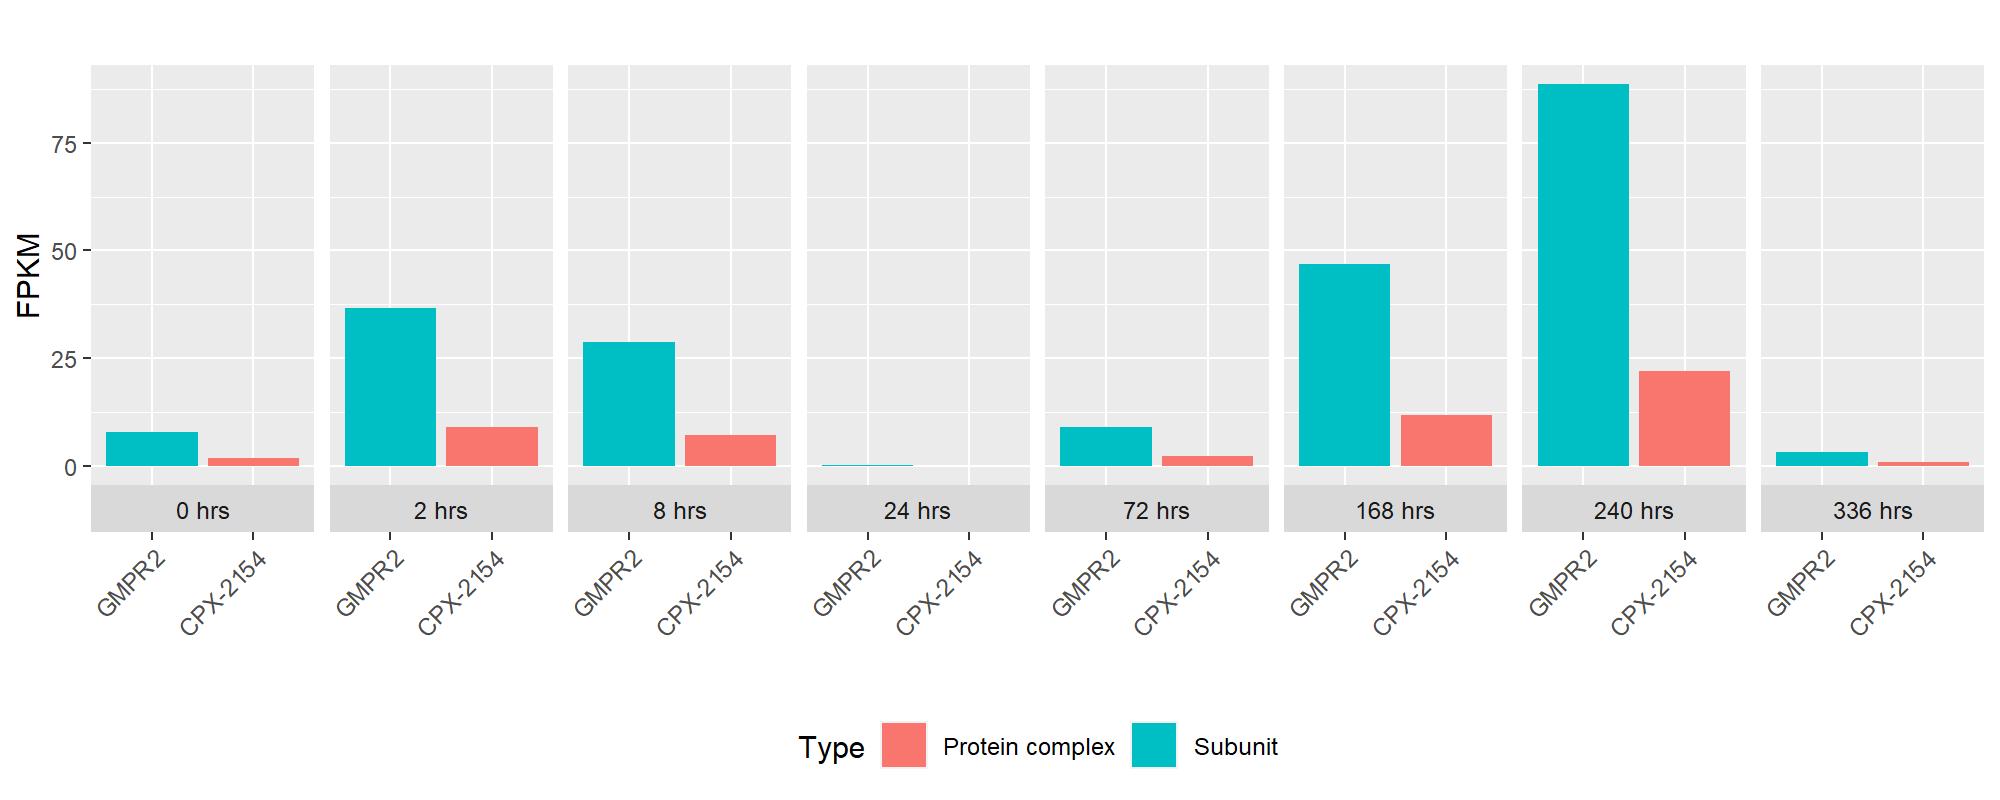 FPKM
75
50
25
0
0 hrs 2 hrs 8 hrs 24 hrs 72 hrs 168 hrs 240 hrs 336 hrs
GMPR2 CPX-2154 GMPR2 CPX-2154 GMPR2 CPX-2154 GMPR2 CPX-2154 GMPR2 CPX-2154 GMPR2 CPX-2154 GMPR2 CPX-2154 GMPR2 CPX-2154
Type Protein complex Subunit